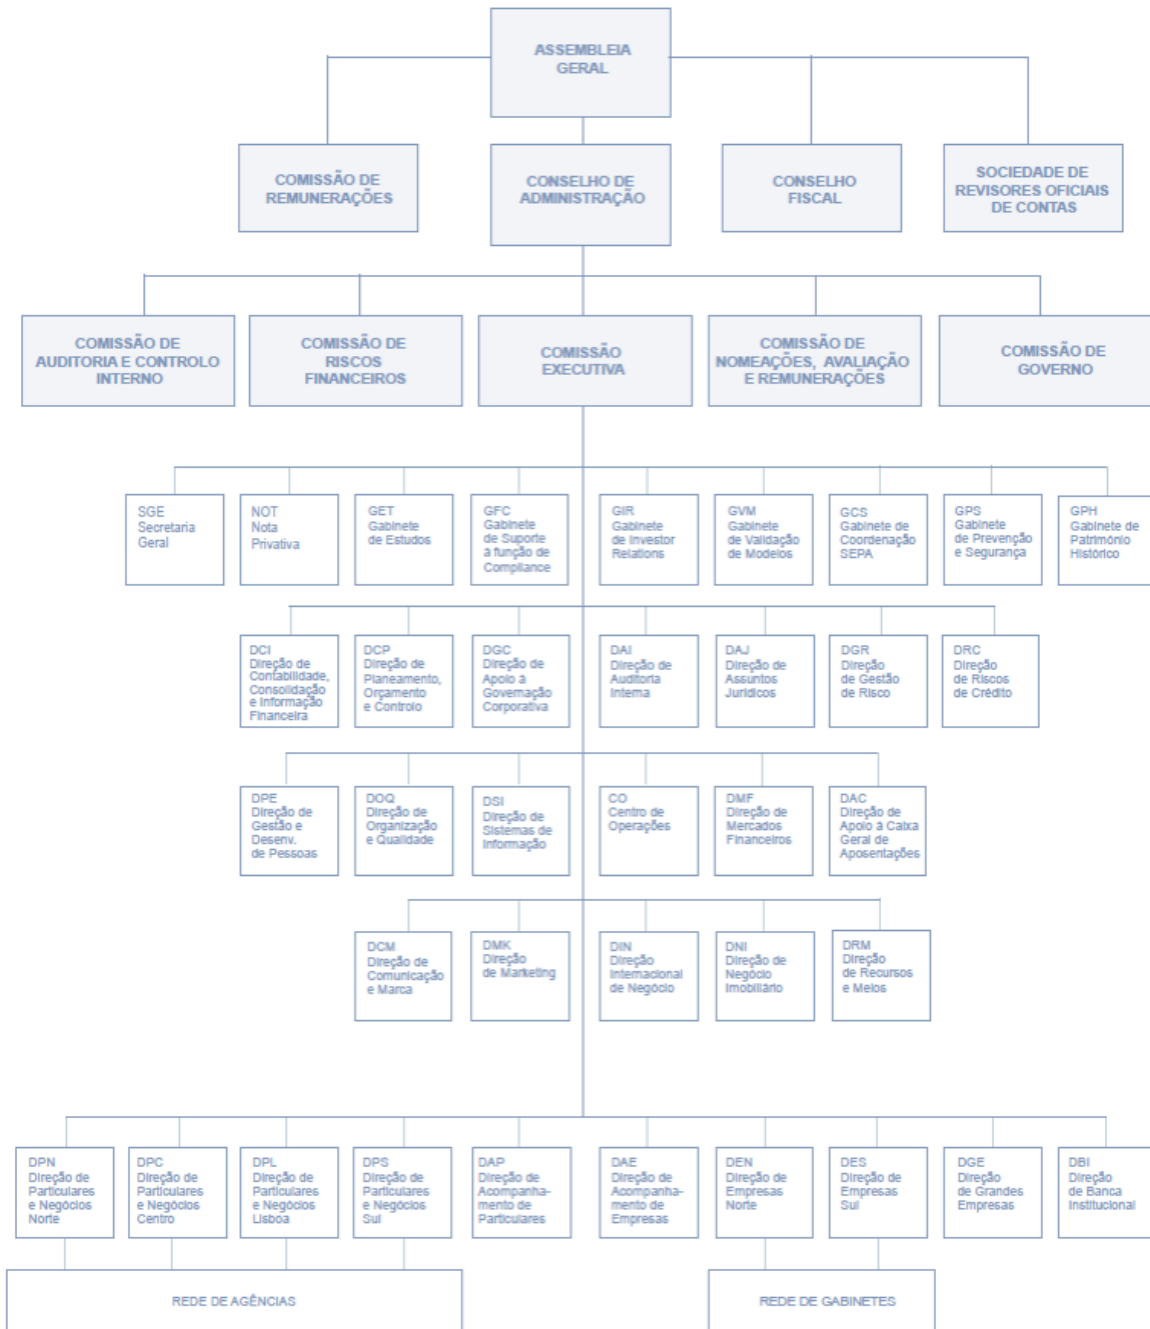 ASSEMBLEIA
GERAL
COMISSÃO DE
REMUNERAÇÕES
CONSELHO DE
ADMINISTRAÇÃO
CONSELHO
FISCAL
SOCIEDADE DE
REVISORES OFICIAIS
DE CONTAS
COMISSÃO DE
AUDITORIA E CONTROLO
INTERNO
COMISSÃO DE
RISCOS
FINANCEIROS
COMISSÃO
EXECUTIVA
COMISSÃO DE
NOMEAÇÕES, AVALIAÇÃO
E REMUNERAÇÕES
COMISSÃO DE
GOVERNO
SGE
Secretaria
Geral
NOT
Nota
Privativa
GET
Gabinete
de Estudos
GFC
Gabinete
de Suporte
à função de
Compliance
GIR
Gabinete
de Investor
Relations
GVM
Gabinete
de Validação
de Modelos
GCS
Gabinete de
Coordenação
SEPA
GPS
Gabinete
de Prevenção
e Segurança
GPH
Gabinete de
Património
Histórico
DCI
Direção de
Contabilidade,
Consolidação
e Informação
Financeira
DCP
Direção de
Planeamento,
Orçamento
e Controlo
DGC
Direção de
Apoio à
Governação
Corporativa
DAI
Direção de
Auditoria
Interna
DAJ
Direção de
Assuntos
Jurídicos
DGR
Direção
de Gestão
de Risco
DRC
Direção
de Riscos
de Crédito
DPE
Direção de
Gestão e
Desenv.
de Pessoas
DOQ
Direção de
Organização
e Qualidade
DSI
Direção de
Sistemas de
Informação
CO
Centro de
Operações
DMF
Direção de
Mercados
Financeiros
DAC
Direção de
Apoio à Caixa
Geral de
Aposentações
DCM
Direção de
Comunicação
e Marca
DMK
Direção
de Marketing
DIN
Direção
Internacional
de Negócio
DNI
Direção de
Negócio
Imobiliário
DRM
Direção
de Recursos
e Meios
DPN
Direção de
Particulares
e Negócios
Norte
DPC
Direção de
Particulares
e Negócios
Centro
DPL
Direção de
Particulares
e Negócios
Lisboa
DPS
Direção de
Particulares
e Negócios
Sul
DAP
Direção de
Acompanha-
mento de
Particulares
DAE
Direção de
Acompanha-
mento de
Empresas
DEN
Direção de
Empresas
Norte
DES
Direção de
Empresas
Sul
DGE
Direção
de Grandes
Empresas
DBI
Direção
de Banca
Institucional
REDE DE AGÊNCIAS
REDE DE GABINETES